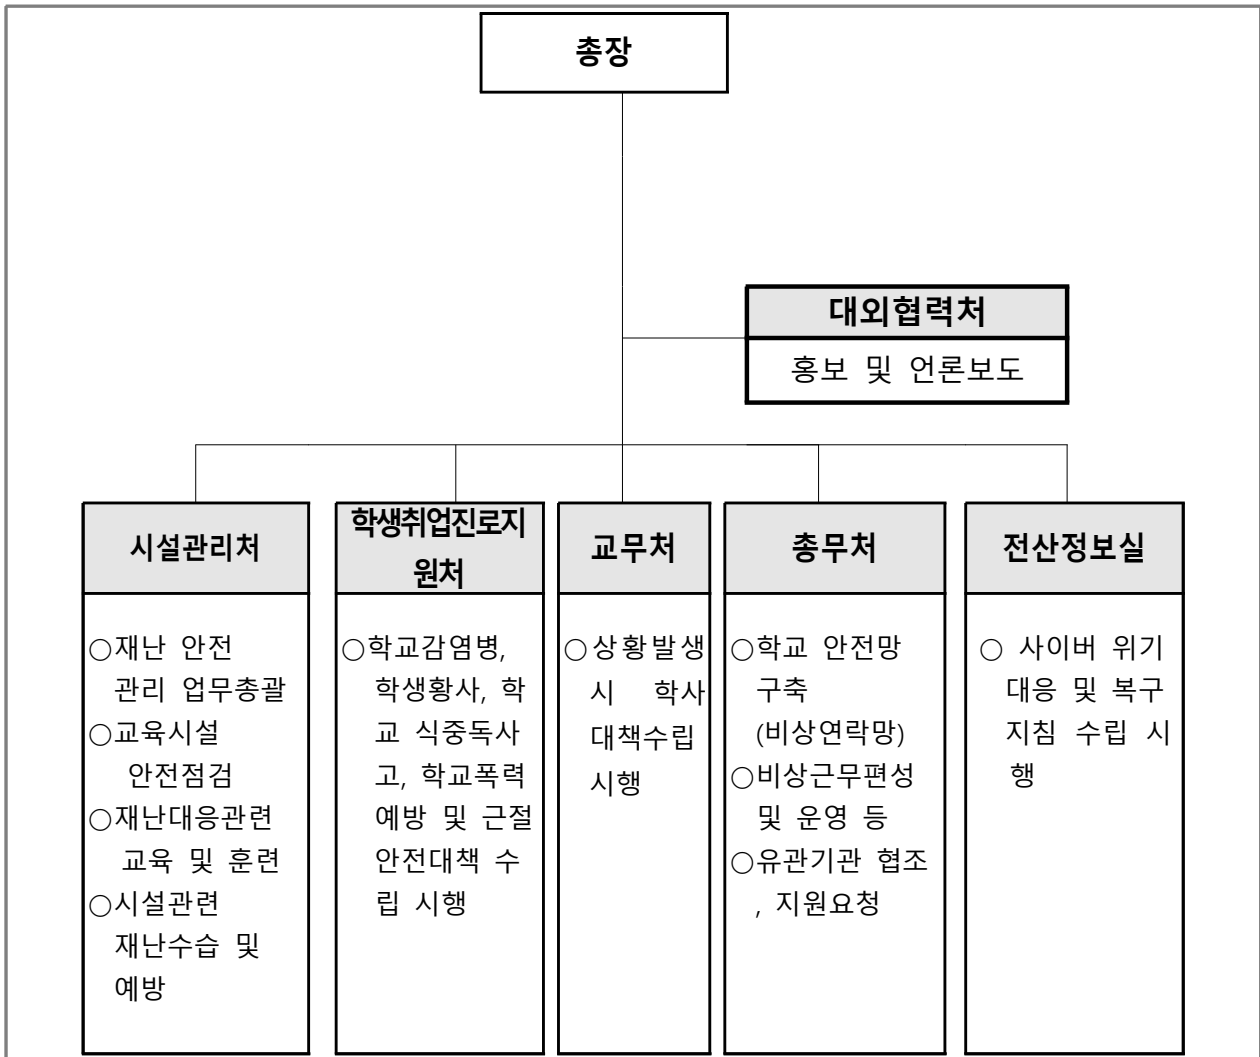 총장
대외협력처
홍보 및 언론보도
시설관리처
○재난 안전
관리 업무총괄
○교육시설
안전점검
○재난대응관련
교육 및 훈련
○시설관련
재난수습 및
예방
학생취업진로지
원처
○학교감염병,
학생황사, 학
교 식중독사
고, 학교폭력
예방 및 근절
안전대책 수
립 시행
교무처
○상황발생
시 학사
대책수립
시행
총무처
○학교 안전망
구축
(비상연락망)
○비상근무편성
및 운영 등
○유관기관 협조
, 지원요청
전산정보실
○ 사이버 위기
대응 및 복구
지침 수립 시
행